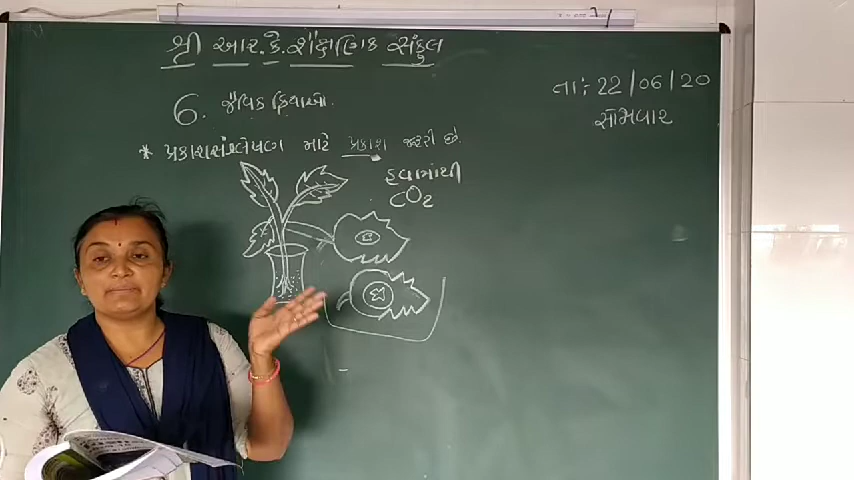 શ્રી આર.કે.શૈક્ષણિક સંકુલ
તા: 22/06/20
સોમવાર
6. જૈવિક ક્રિયાઓ.
* પ્રકાશસંશ્લેષણ માટે પ્રકાશ જરૂરી છે.
હવામાંથી
CO2